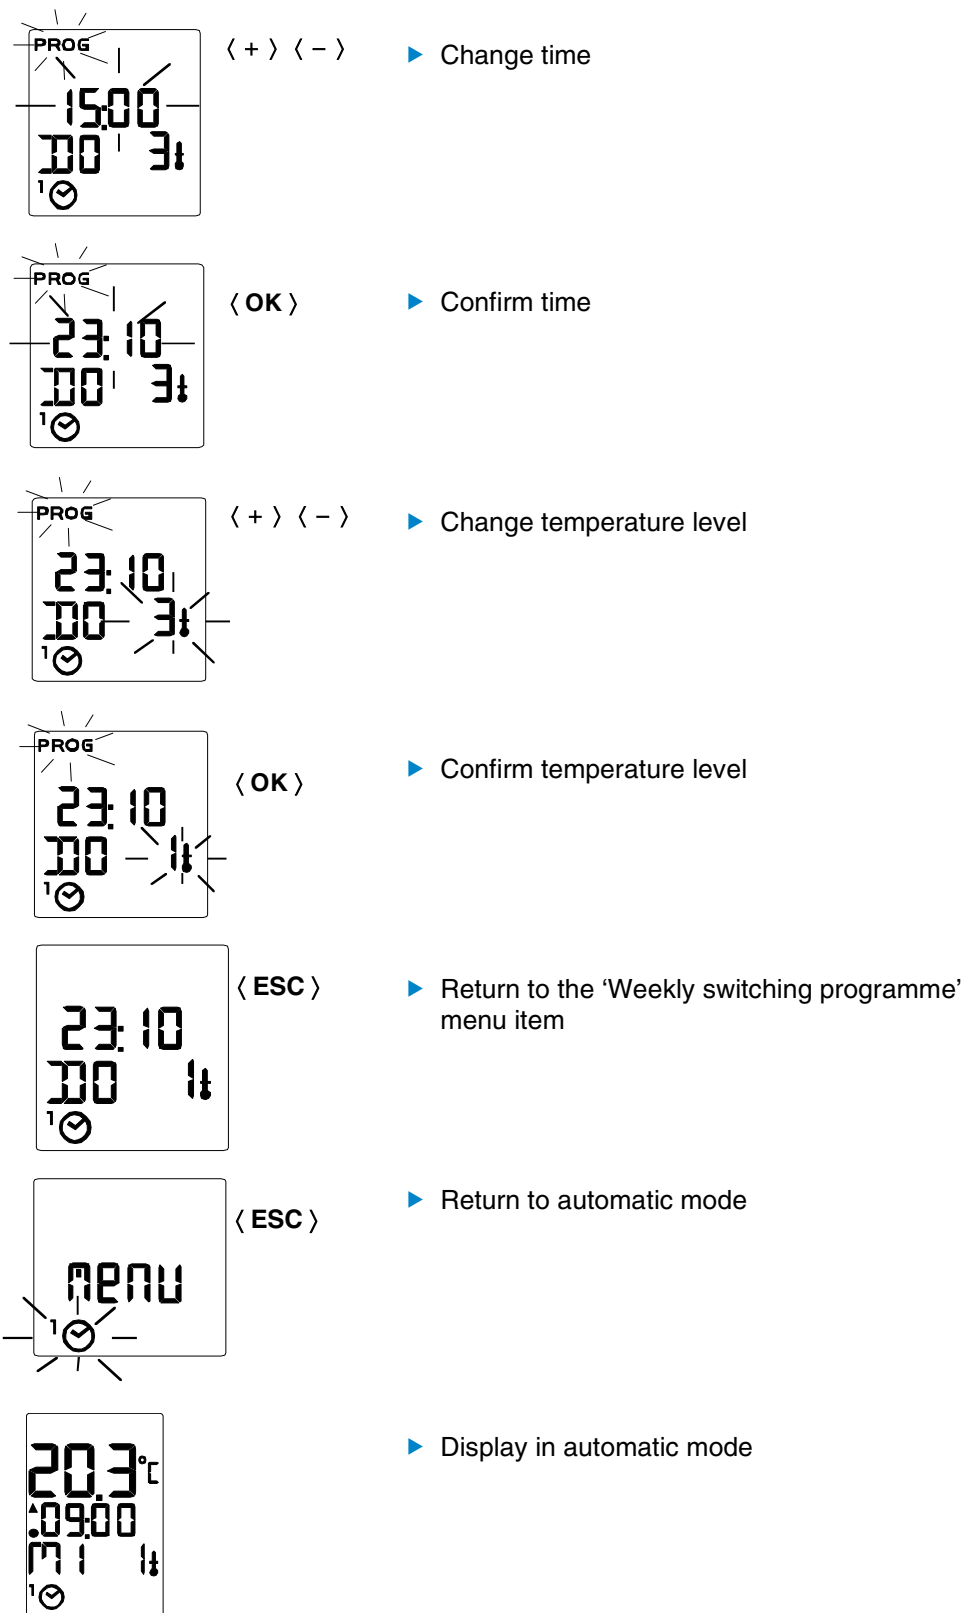 PROG
15:00
DO 3
1
〈 + 〉 〈 – 〉
Change time
PROG
23:10
DO 3
1
〈 OK 〉
Confirm time
PROG
23:10
DO 3
1
〈 + 〉 〈 – 〉
Change temperature level
PROG
23:10
DO 1
1
〈 OK 〉
Confirm temperature level
23:10
DO 1
1
〈 ESC 〉
Return to the ‘Weekly switching programme’
menu item
menu
1
〈 ESC 〉
Return to automatic mode
20.3°C
09:00
MI 1
1
Display in automatic mode